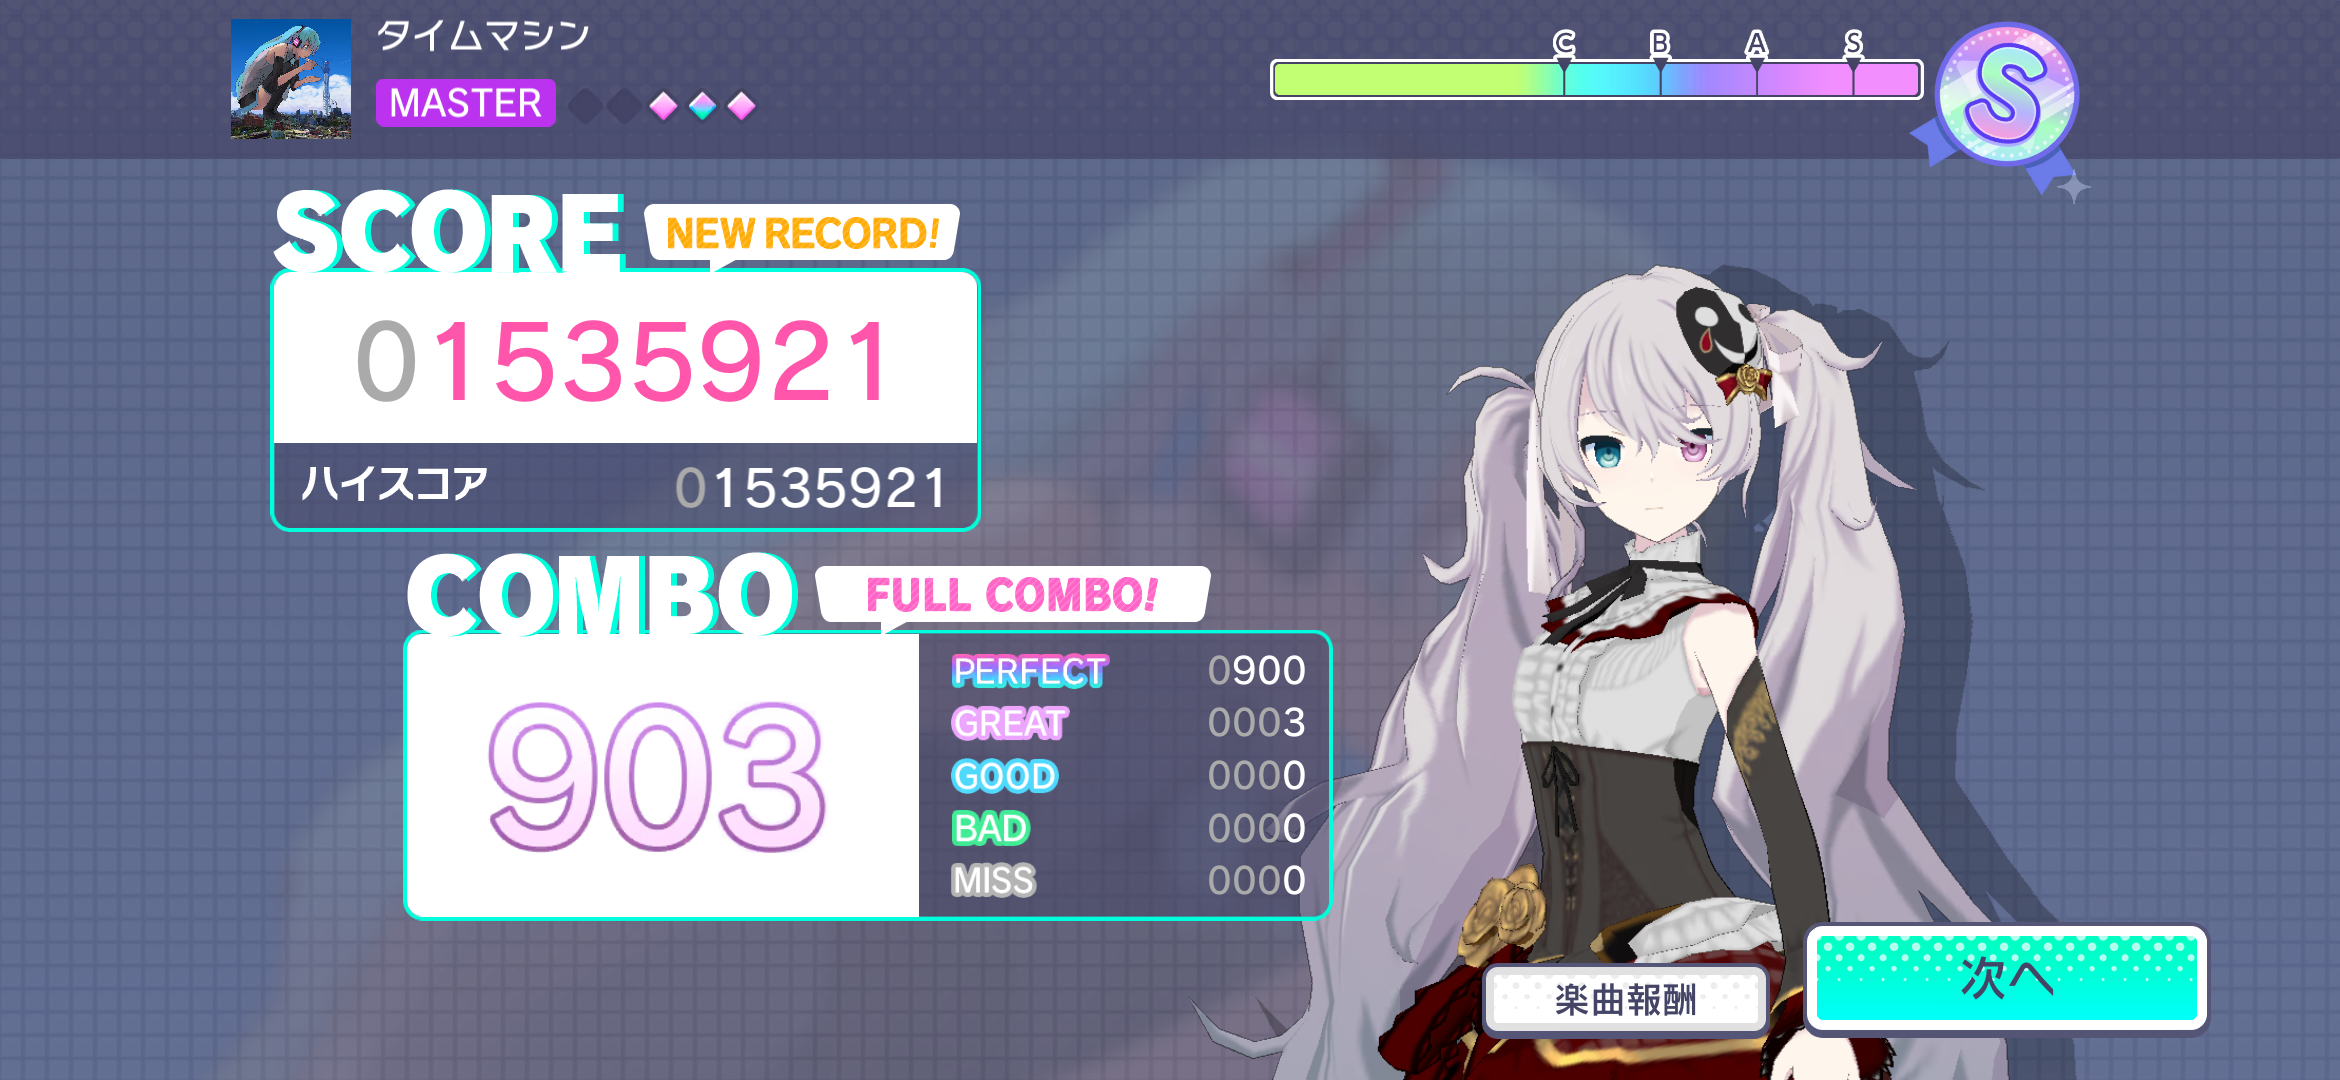 タイムマシン
MASTER
C B A S
S
SCORE
NEW RECORD!
01535921
ハイスコア 01535921
COMBO
FULL COMBO!
903
PERFECT 0900
GREAT 0003
GOOD 0000
BAD 0000
MISS 0000
楽曲報酬
次へ